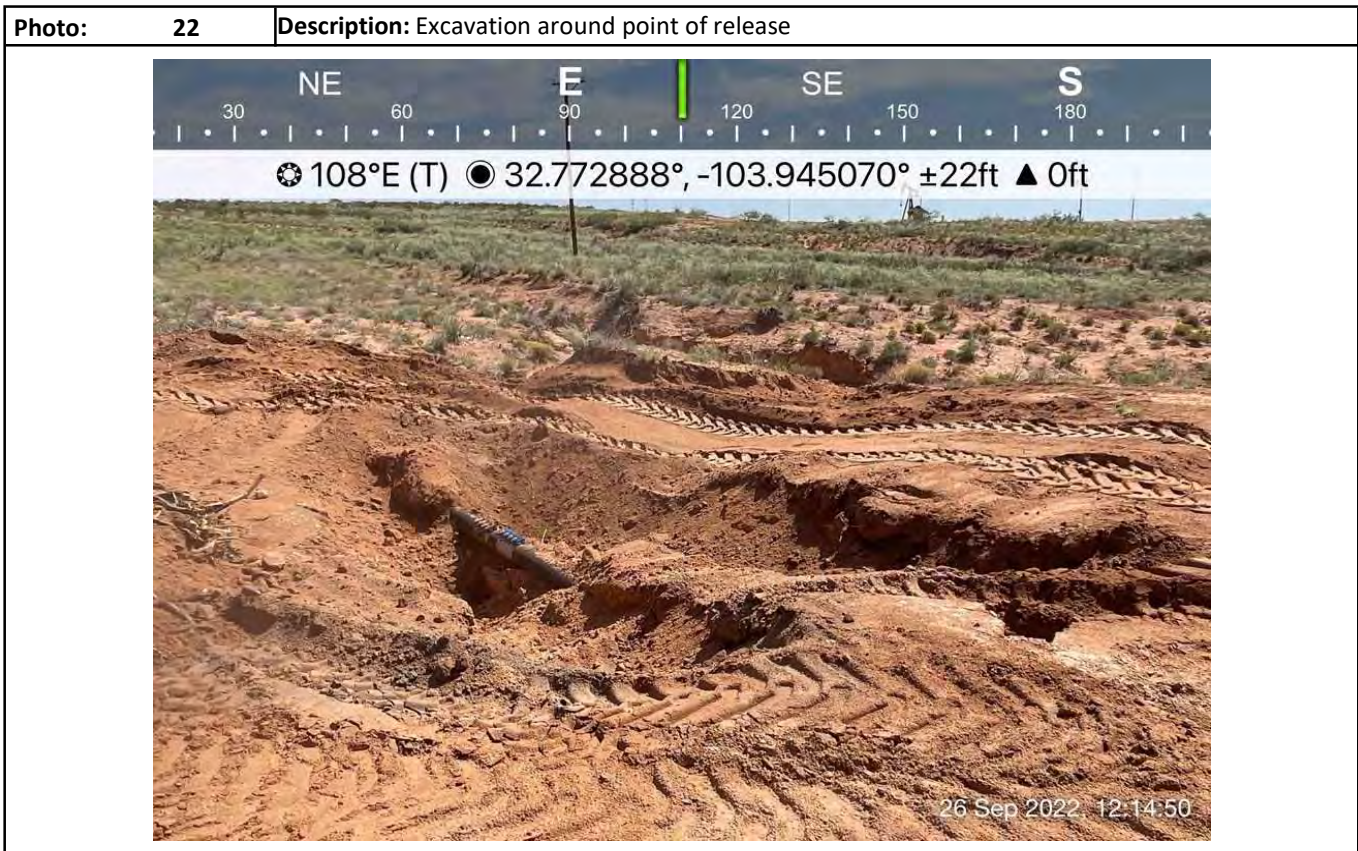 Photo: 22 Description: Excavation around point of release
NE E SE S
30 60 90 120 150 180
108°E (T) 32.772888°, -103.945070° ±22ft ▲ 0ft
26 Sep 2022, 12:14:50